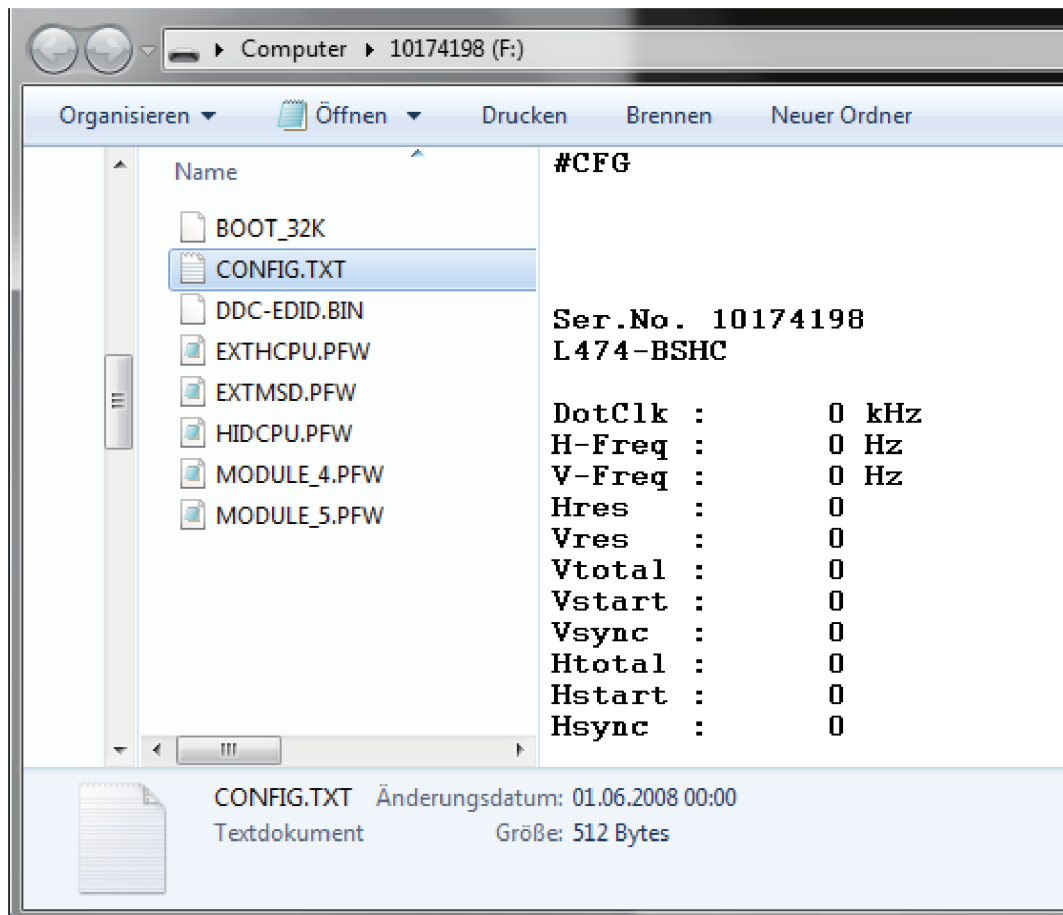 Computer 10174198 (F:)
Organisieren Öffnen Drucken Brennen Neuer Ordner
Name
BOOT_32K
CONFIG.TXT
DDC-EDID.BIN
EXTHCPU.PFW
EXTMSD.PFW
HIDCPU.PFW
MODULE_4.PFW
MODULE_5.PFW
#CFG
Ser.No. 10174198
L474-BSHC
DotClk : 0 kHz
H-Freq : 0 Hz
V-Freq : 0 Hz
Hres : 0
Vres : 0
Vtotal : 0
Vstart : 0
Vsync : 0
Htotal : 0
Hstart : 0
Hsync : 0
CONFIG.TXT Änderungsdatum: 01.06.2008 00:00
Textdokument Größe: 512 Bytes